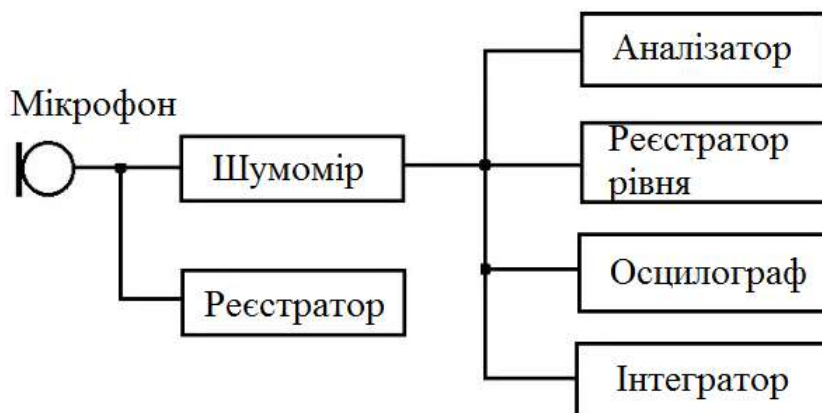 Мікрофон
Шумомір
Реєстратор
Аналізатор
Реєстратор
рівня
Осцилограф
Інтегратор